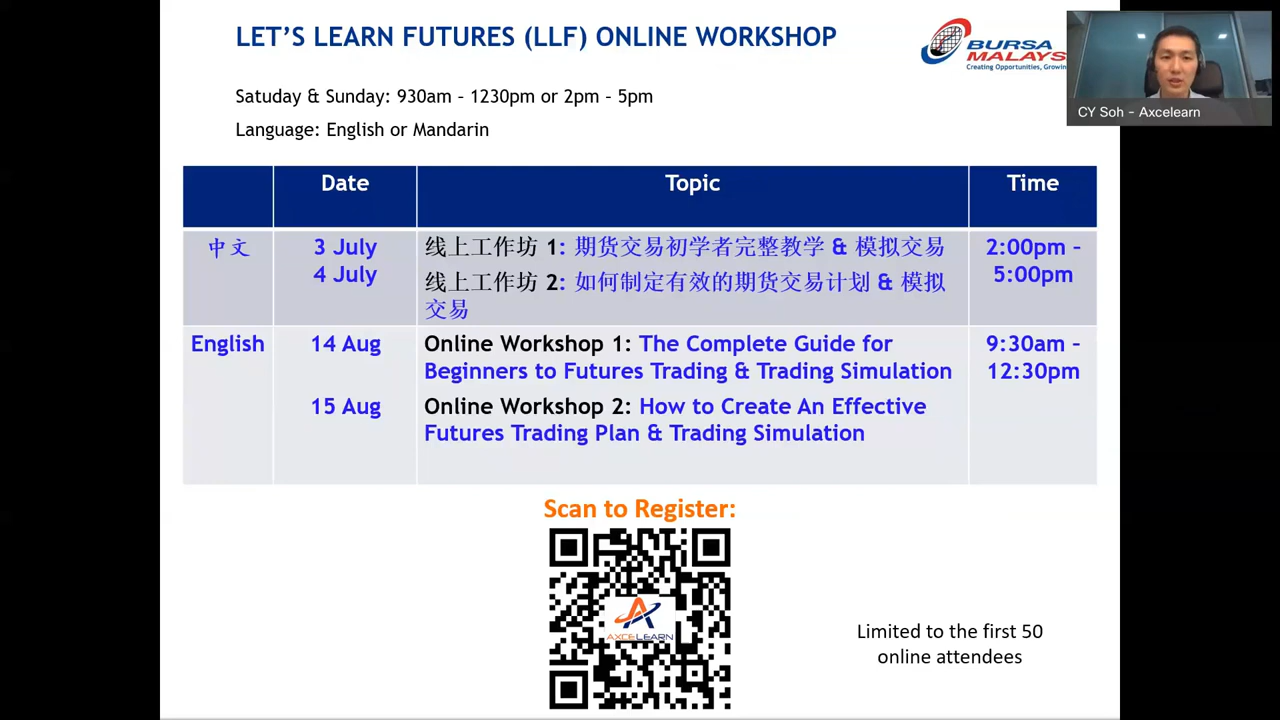 LET'S LEARN FUTURES (LLF) ONLINE WORKSHOP
BURSA
MALAYS
Creating Opportunities, Growin
CY Soh - Axcelearn
Satuday & Sunday: 930am - 1230pm or 2pm - 5pm
Language: English or Mandarin
Date
Topic
Time
中文
3 July
4 July
线上工作坊 1: 期货交易初学者完整教学 & 模拟交易
线上工作坊 2: 如何制定有效的期货交易计划 & 模拟
交易
2:00pm –
5:00pm
English
14 Aug
Online Workshop 1: The Complete Guide for
Beginners to Futures Trading & Trading Simulation
9:30am –
12:30pm
15 Aug
Online Workshop 2: How to Create An Effective
Futures Trading Plan & Trading Simulation
Scan to Register:
AXCELEARN
Limited to the first 50
online attendees